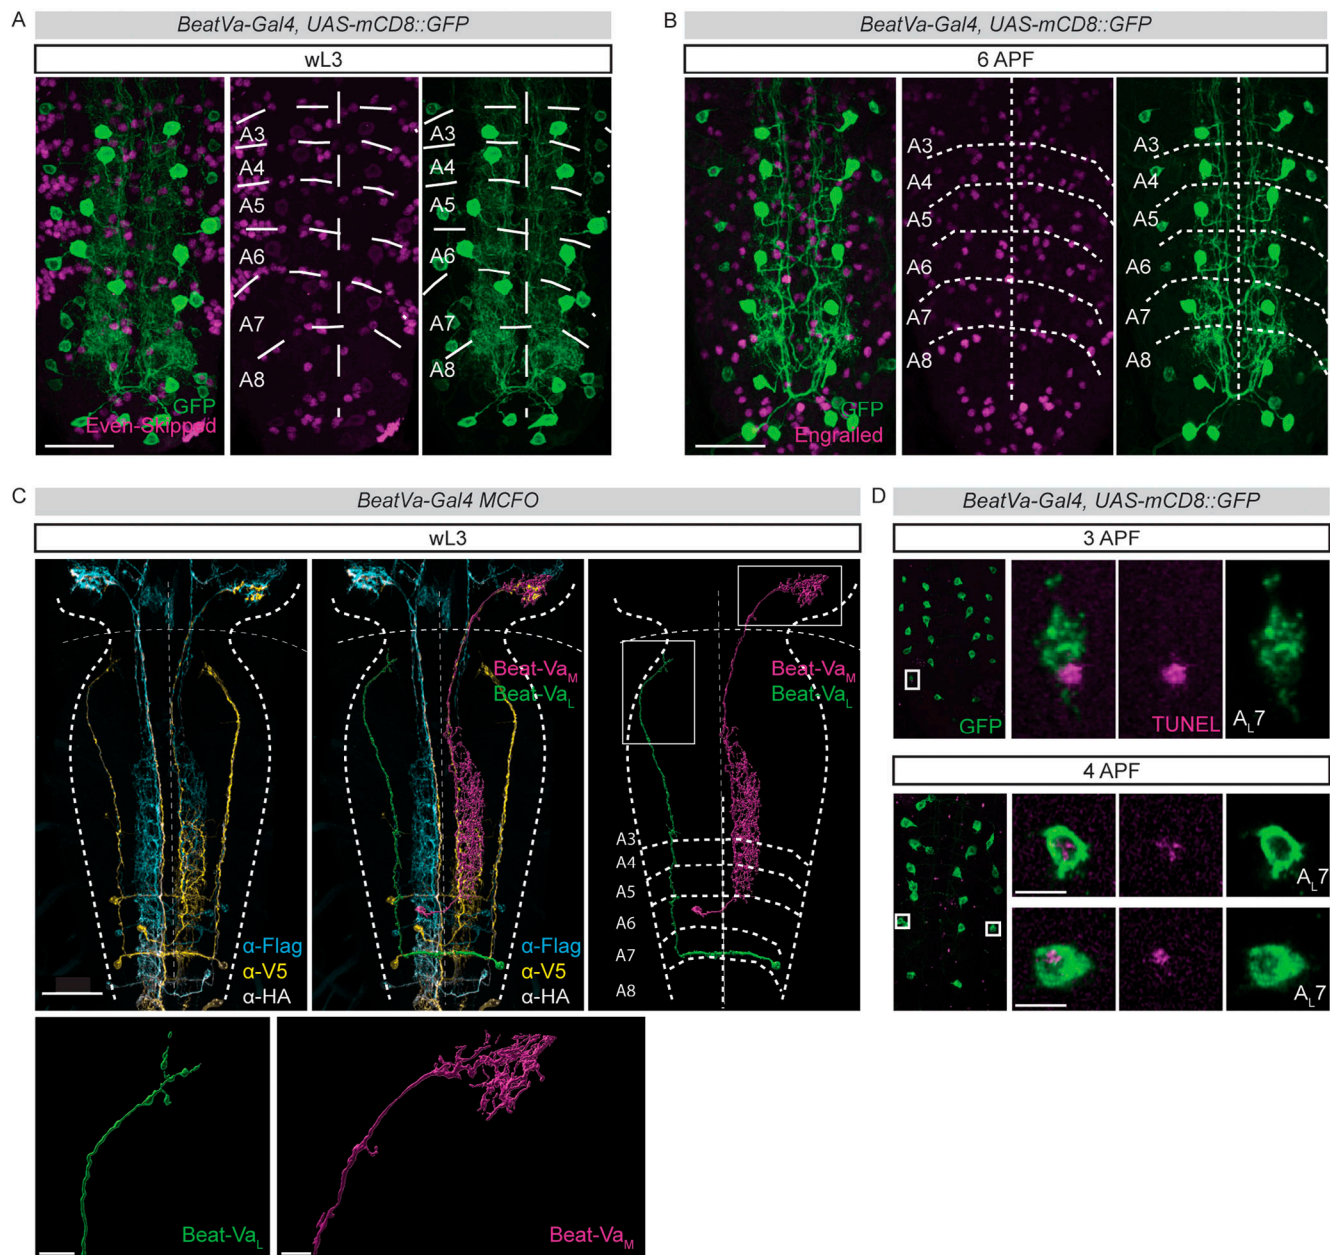 A
BeatVa-Gal4, UAS-mCD8::GFP
wL3
A3
A4
A5
A6
A7
A8
A3
A4
A5
A6
A7
A8
GFP
Even-Skipped
B
BeatVa-Gal4, UAS-mCD8::GFP
6 APF
A3
A4
A5
A6
A7
A8
A3
A4
A5
A6
A7
A8
GFP
Engrailed
C
BeatVa-Gal4 MCFO
wL3
α-Flag
α-V5
α-HA
Beat-VaM
Beat-VaL
α-Flag
α-V5
α-HA
Beat-VaM
Beat-VaL
A3
A4
A5
A6
A7
A8
Beat-VaL
Beat-VaM
D
BeatVa-Gal4, UAS-mCD8::GFP
3 APF
GFP
TUNEL
AL7
4 APF
AL7
AL7